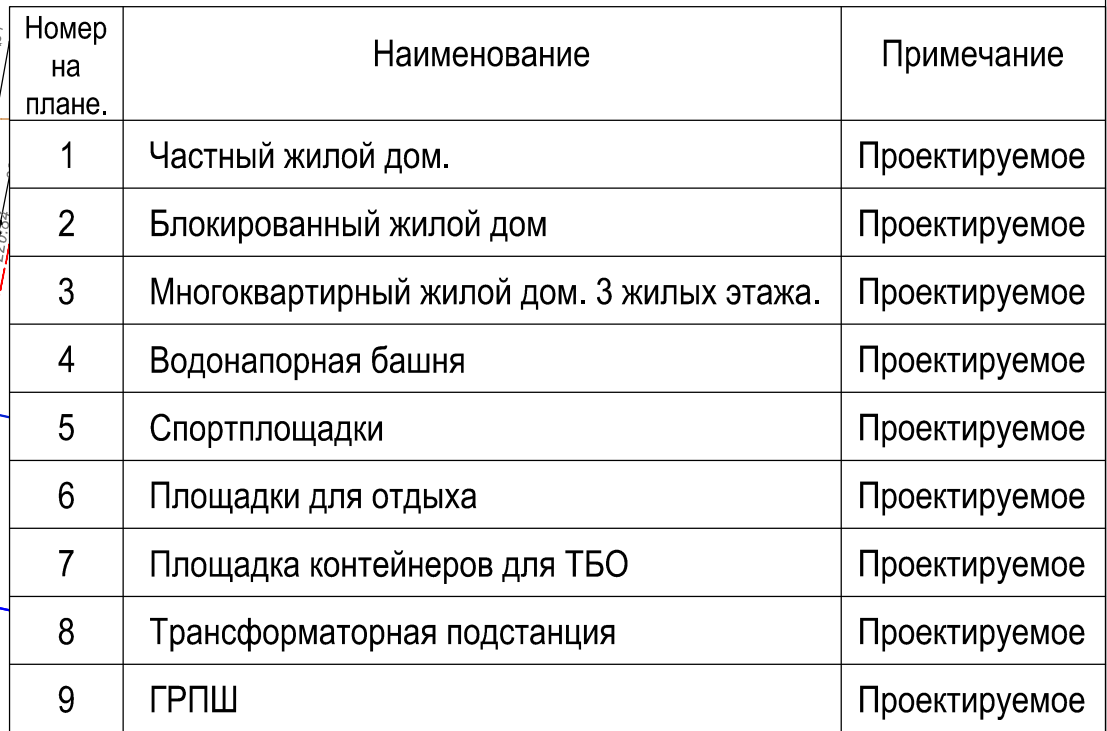 Номер на плане. Наименование Примечание
1 Частный жилой дом. Проектируемое
2 Блокированный жилой дом Проектируемое
3 Многоквартирный жилой дом. 3 жилых этажа. Проектируемое
4 Водонапорная башня Проектируемое
5 Спортплощадки Проектируемое
6 Площадки для отдыха Проектируемое
7 Площадка контейнеров для ТБО Проектируемое
8 Трансформаторная подстанция Проектируемое
9 ГРПШ Проектируемое